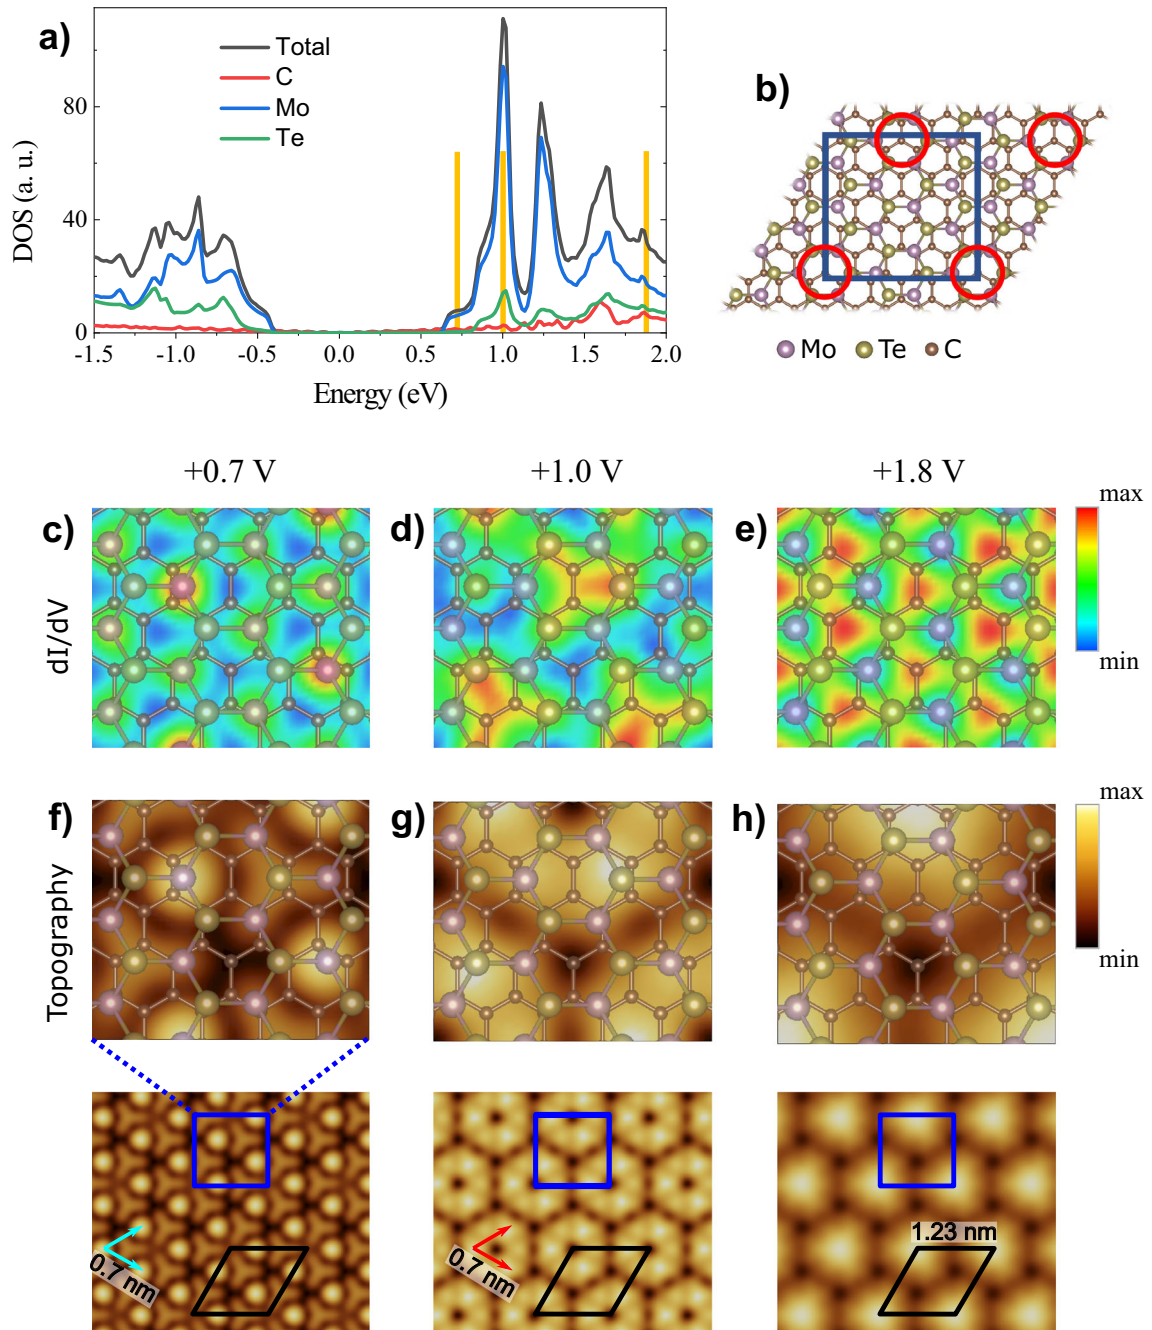 a)
Total
C
Mo
Te
DOS (a. u.)
80
40
0
-1.5 -1.0 -0.5 0.0 0.5 1.0 1.5 2.0
Energy (eV)
b)
Mo Te C
+0.7 V +1.0 V +1.8 V
c) d) e)
dI/dV
max
min
f) g) h)
Topography
max
min
0.7 nm
0.7 nm
1.23 nm